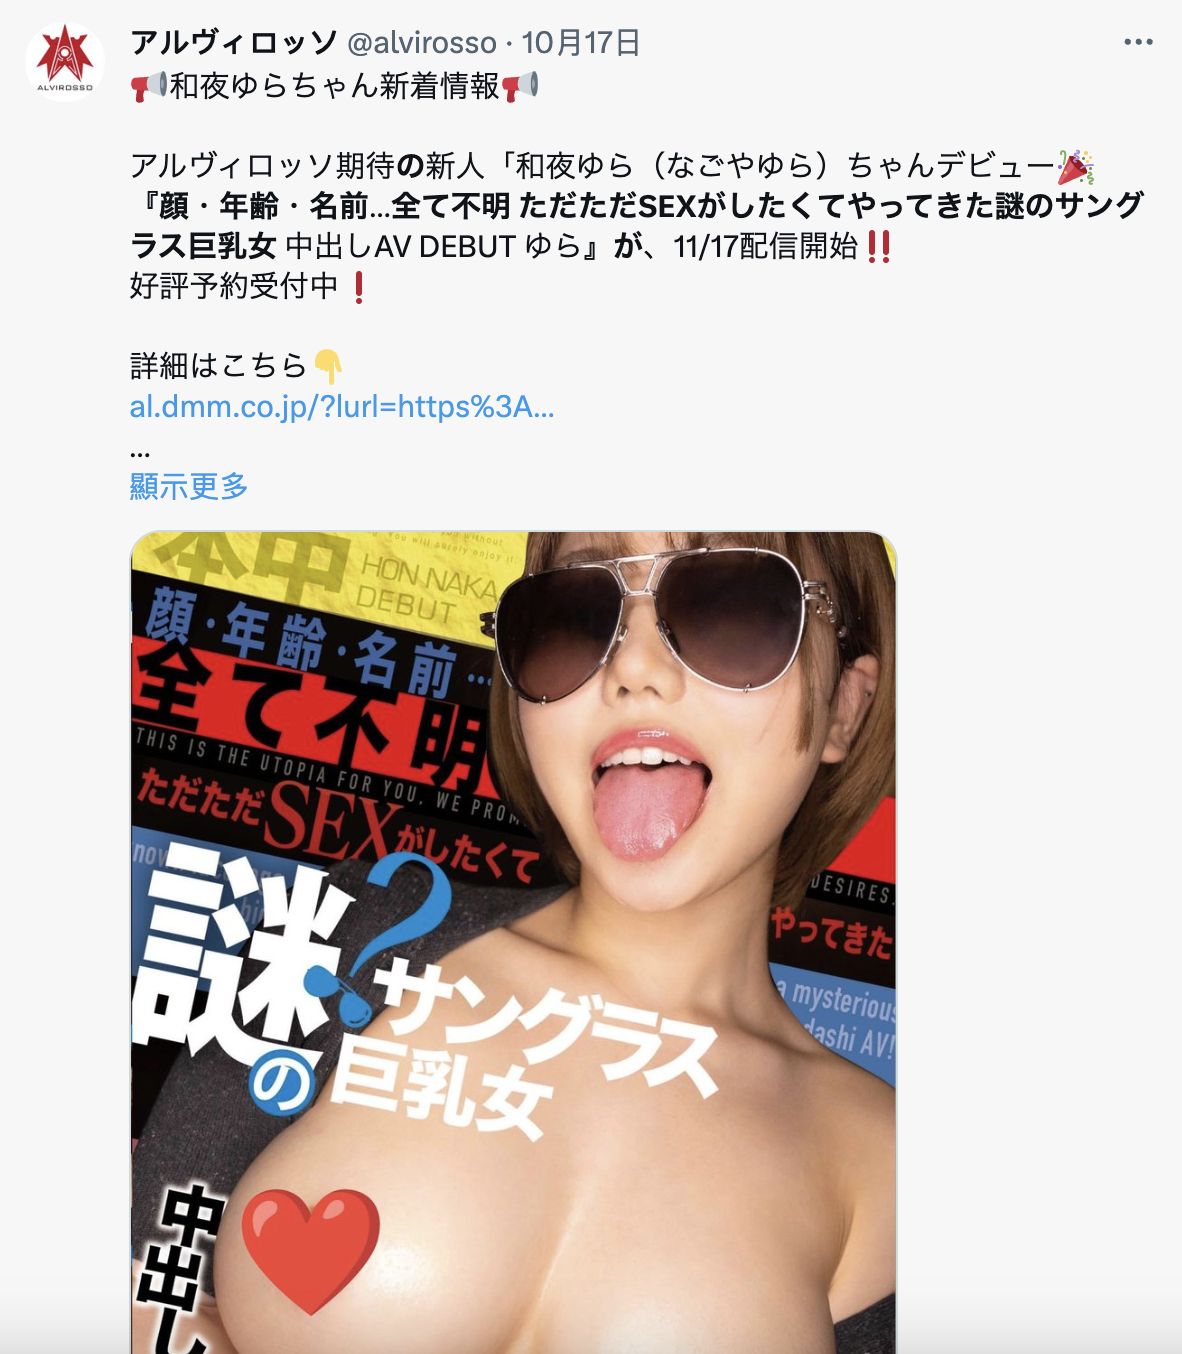 アルヴィロッソ @alvirosso · 10月17日
📢和夜ゆらちゃん新着情報📢
アルヴィロッソ期待の新人「和夜ゆら（なごやゆら）ちゃんデビュー🎉
『顔・年齢・名前...全て不明 ただただSEXがしたくてやってきた謎のサング
ラス巨乳女 中出しAV DEBUT ゆら』が、11/17配信開始‼️
好評予約受付中❗
詳細はこちら👇
al.dmm.co.jp/?lurl=https%3A...
...
顯示更多
ALVIROSSO
本中
without
You will surely enjoy it
HON NAKA
DEBUT
顔・年齢・名前…
全て不明
THIS IS THE UTOPIA FOR YOU, WE PROM
ただただSEXがしたくて
DESIRES.
やってきた
謎の?サングラス
巨乳女
a mysterious
dashi AV!
中出し